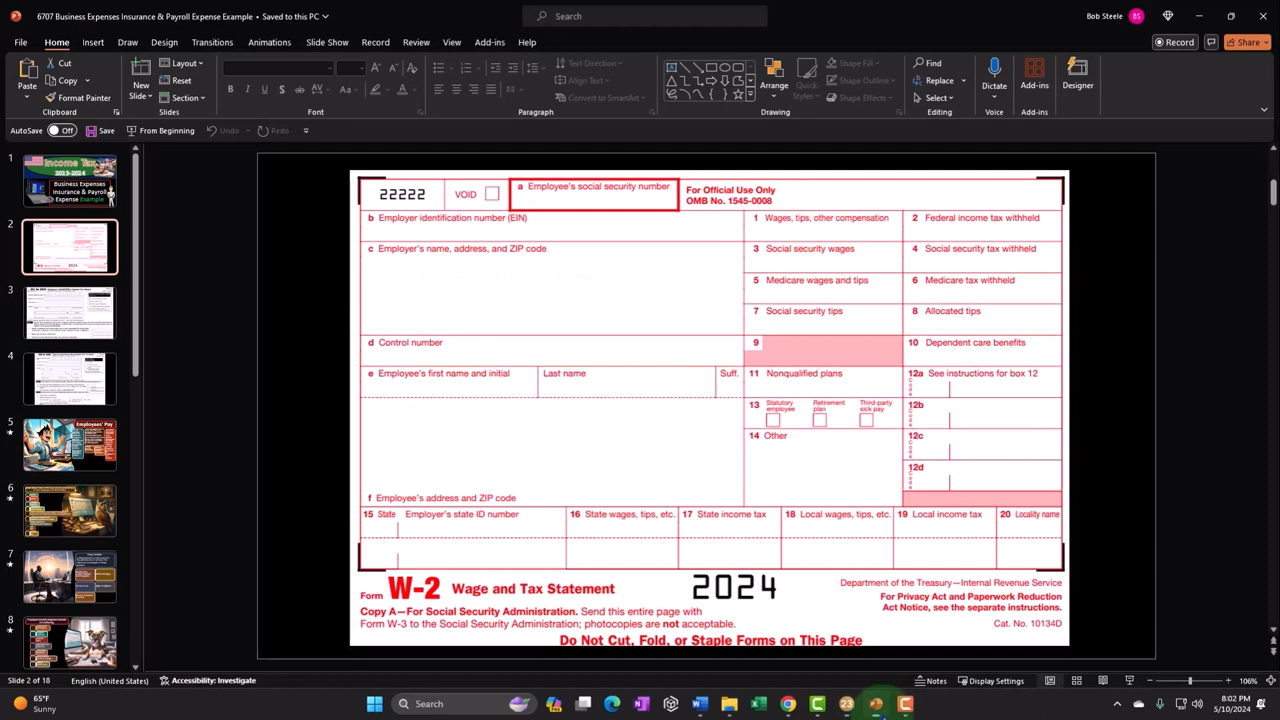 6707 Business Expenses Insurance & Payroll Expense Example • Saved to this PC
Search
Bob Steele
BS
File Home Insert Draw Design Transitions Animations Slide Show Record Review View Add-ins Help
Record
Share
Paste
Cut
Copy
Format Painter
Clipboard
New
Slide
Layout
Reset
Section
Slides
Font
Text Direction
Align Text
Convert to SmartArt
Paragraph
Arrange
Quick
Styles
Shape Fill
Shape Outline
Shape Effects
Drawing
Find
Replace
Select
Editing
Dictate
Voice
Add-ins
Add-ins
Designer
AutoSave Off Save From Beginning Undo Redo
1
Income Tax
2023-2024
Business Expenses
Insurance & Payroll
Expense Example
2
3
4
5
Employees' Pay
6
7
8
22222
VOID
a Employee's social security number
For Official Use Only
OMB No. 1545-0008
b Employer identification number (EIN)
1 Wages, tips, other compensation
2 Federal income tax withheld
c Employer's name, address, and ZIP code
3 Social security wages
4 Social security tax withheld
5 Medicare wages and tips
6 Medicare tax withheld
7 Social security tips
8 Allocated tips
d Control number
9
10 Dependent care benefits
e Employee's first name and initial
Last name
Suff.
11 Nonqualified plans
12a See instructions for box 12
Code
13
Statutory
employee
Retirement
plan
Third-party
sick pay
12b
Code
14 Other
12c
Code
12d
Code
f Employee's address and ZIP code
15 State Employer's state ID number
16 State wages, tips, etc.
17 State income tax
18 Local wages, tips, etc.
19 Local income tax
20 Locality name
Form W-2 Wage and Tax Statement
2024
Department of the Treasury—Internal Revenue Service
For Privacy Act and Paperwork Reduction
Act Notice, see the separate instructions.
Copy A—For Social Security Administration. Send this entire page with
Form W-3 to the Social Security Administration; photocopies are not acceptable.
Cat. No. 10134D
Do Not Cut, Fold, or Staple Forms on This Page
Slide 2 of 18 English (United States) Accessibility: Investigate
Notes Display Settings 106%
65°F
Sunny
Search
23
8:02 PM
5/10/2024